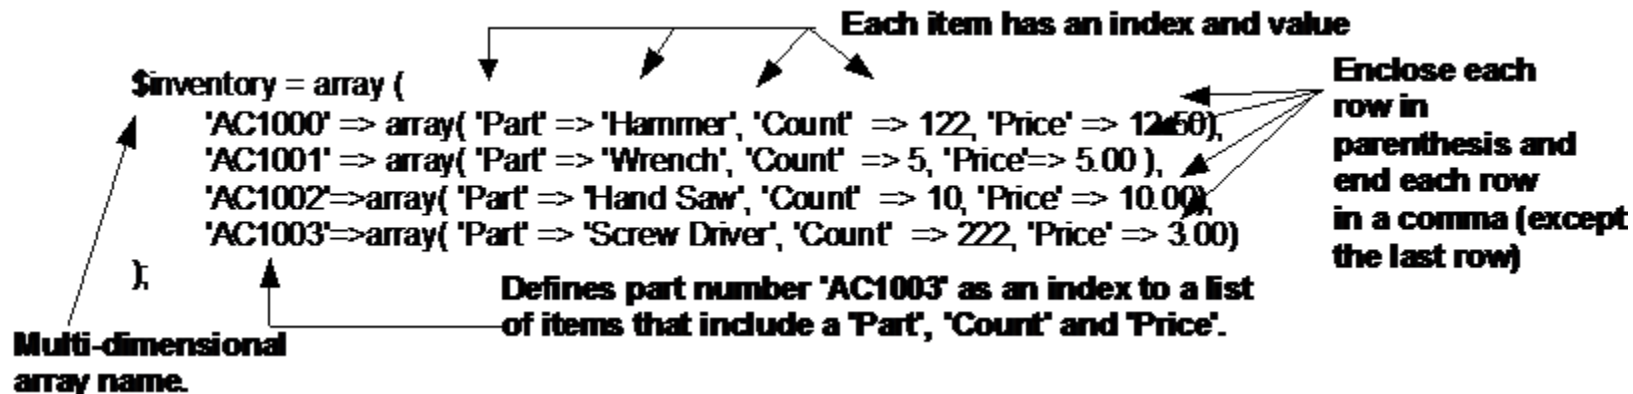 Each item has an index and value
$inventory = array (
'AC1000' => array( 'Part' => 'Hammer', 'Count' => 122, 'Price' => 12.50),
'AC1001' => array( 'Part' => 'Wrench', 'Count' => 5, 'Price'=> 5.00 ),
'AC1002'=>array( 'Part' => 'Hand Saw', 'Count' => 10, 'Price' => 10.00),
'AC1003'=>array( 'Part' => 'Screw Driver', 'Count' => 222, 'Price' => 3.00)
);
Enclose each
row in
parenthesis and
end each row
in a comma (except
the last row)
Defines part number 'AC1003' as an index to a list
of items that include a 'Part', 'Count' and 'Price'.
Multi-dimensional
array name.